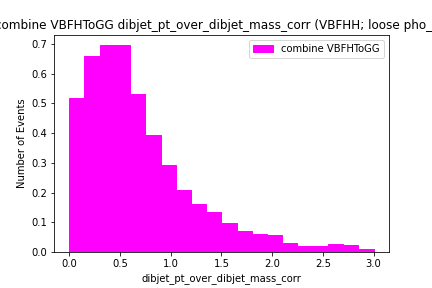 combine VBFHToGG dibjet_pt_over_dibjet_mass_corr (VBFHH; loose pho_
combine VBFHToGG
Number of Events
0.7
0.6
0.5
0.4
0.3
0.2
0.1
0.0
0.0 0.5 1.0 1.5 2.0 2.5 3.0
dibjet_pt_over_dibjet_mass_corr